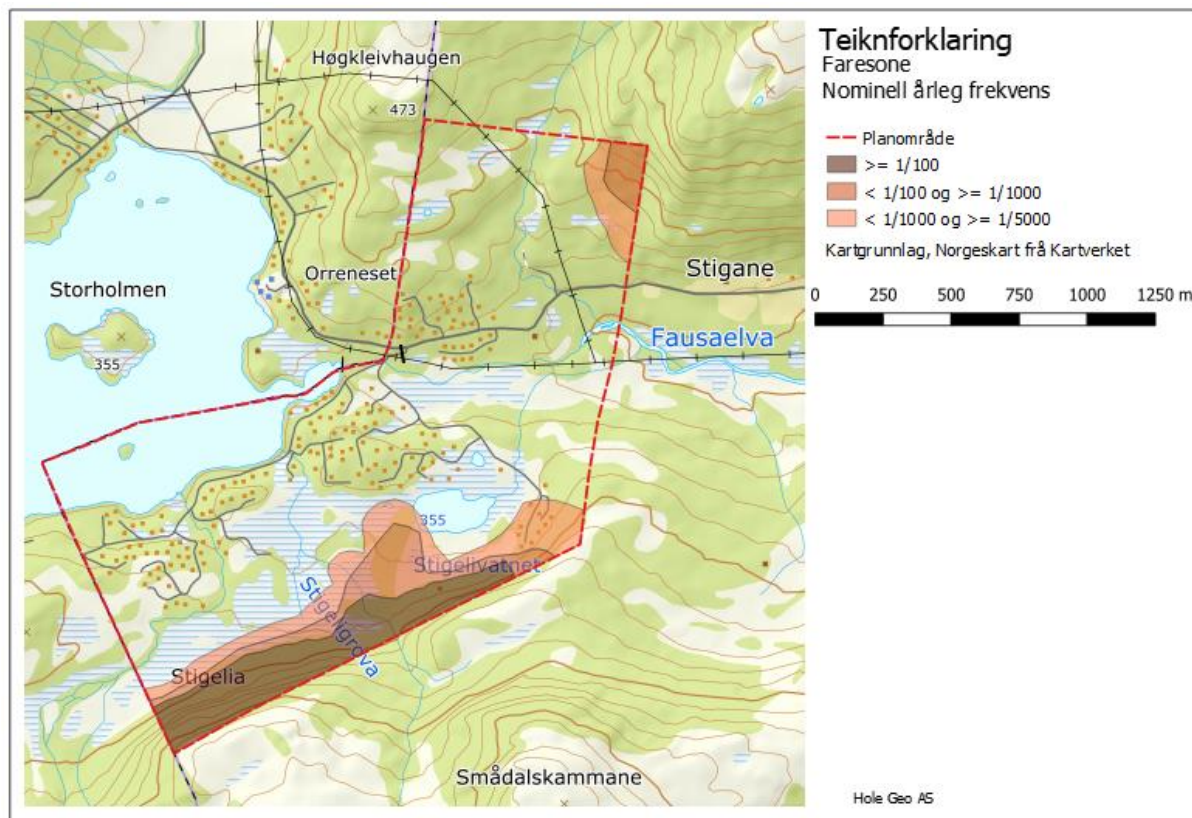 Høgkleivhaugen
473
Orreneset
Storholmen
355
Stigane
Fausaelva
355
Stigelivatnet
Stigeligrova
Stigelia
Smådalskammane
Teiknforklaring
Faresone
Nominell årleg frekvens
Planområde
>= 1/100
< 1/100 og >= 1/1000
< 1/1000 og >= 1/5000
Kartgrunnlag, Norgeskart frå Kartverket
0 250 500 750 1000 1250 m
Hole Geo AS